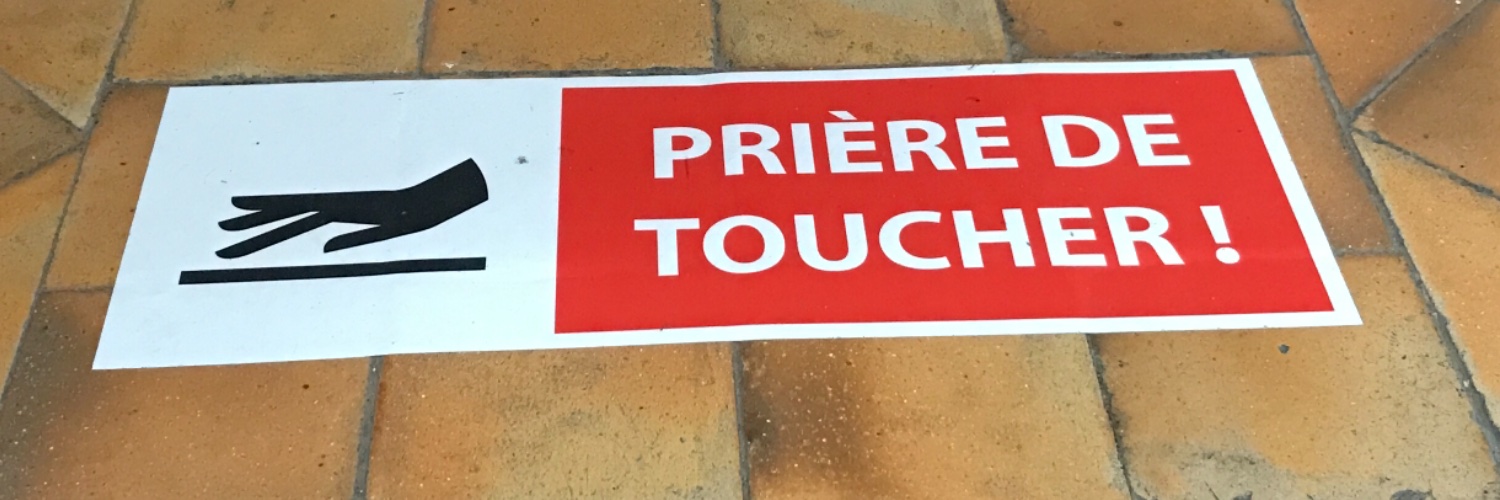 PRIÈRE DE
TOUCHER !